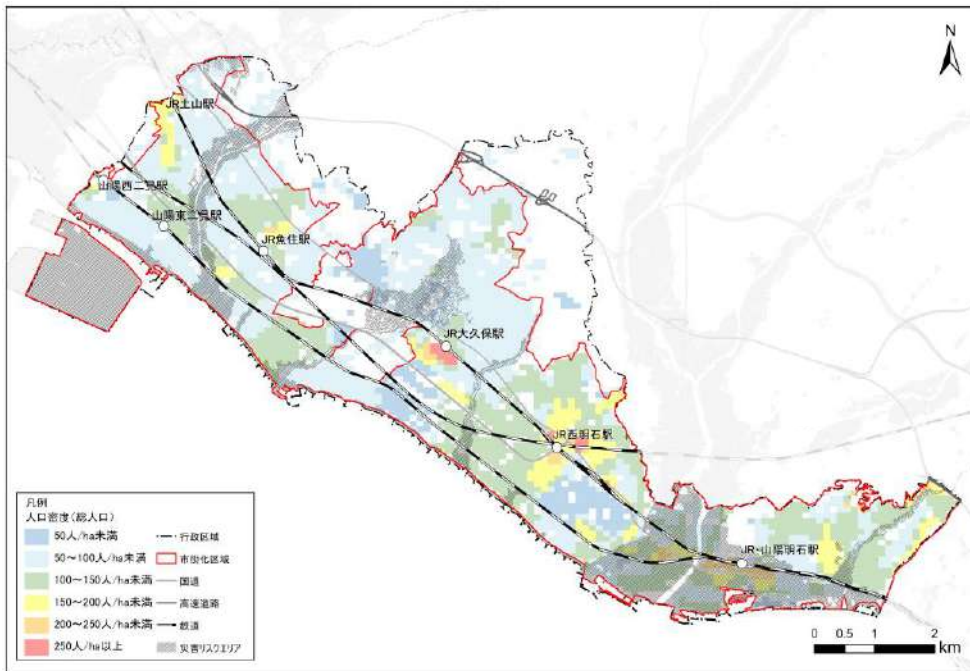 N
JR土山駅
山陽西二見駅
山陽東二見駅
JR魚住駅
JR大久保駅
JR西明石駅
JR・山陽明石駅
凡例
人口密度(総人口)
50人/ha未満
50～100人/ha未満
100～150人/ha未満
150～200人/ha未満
200～250人/ha未満
250人/ha以上
行政区域
市街化区域
国道
高速道路
鉄道
災害リスクエリア
0 0.5 1 2
km